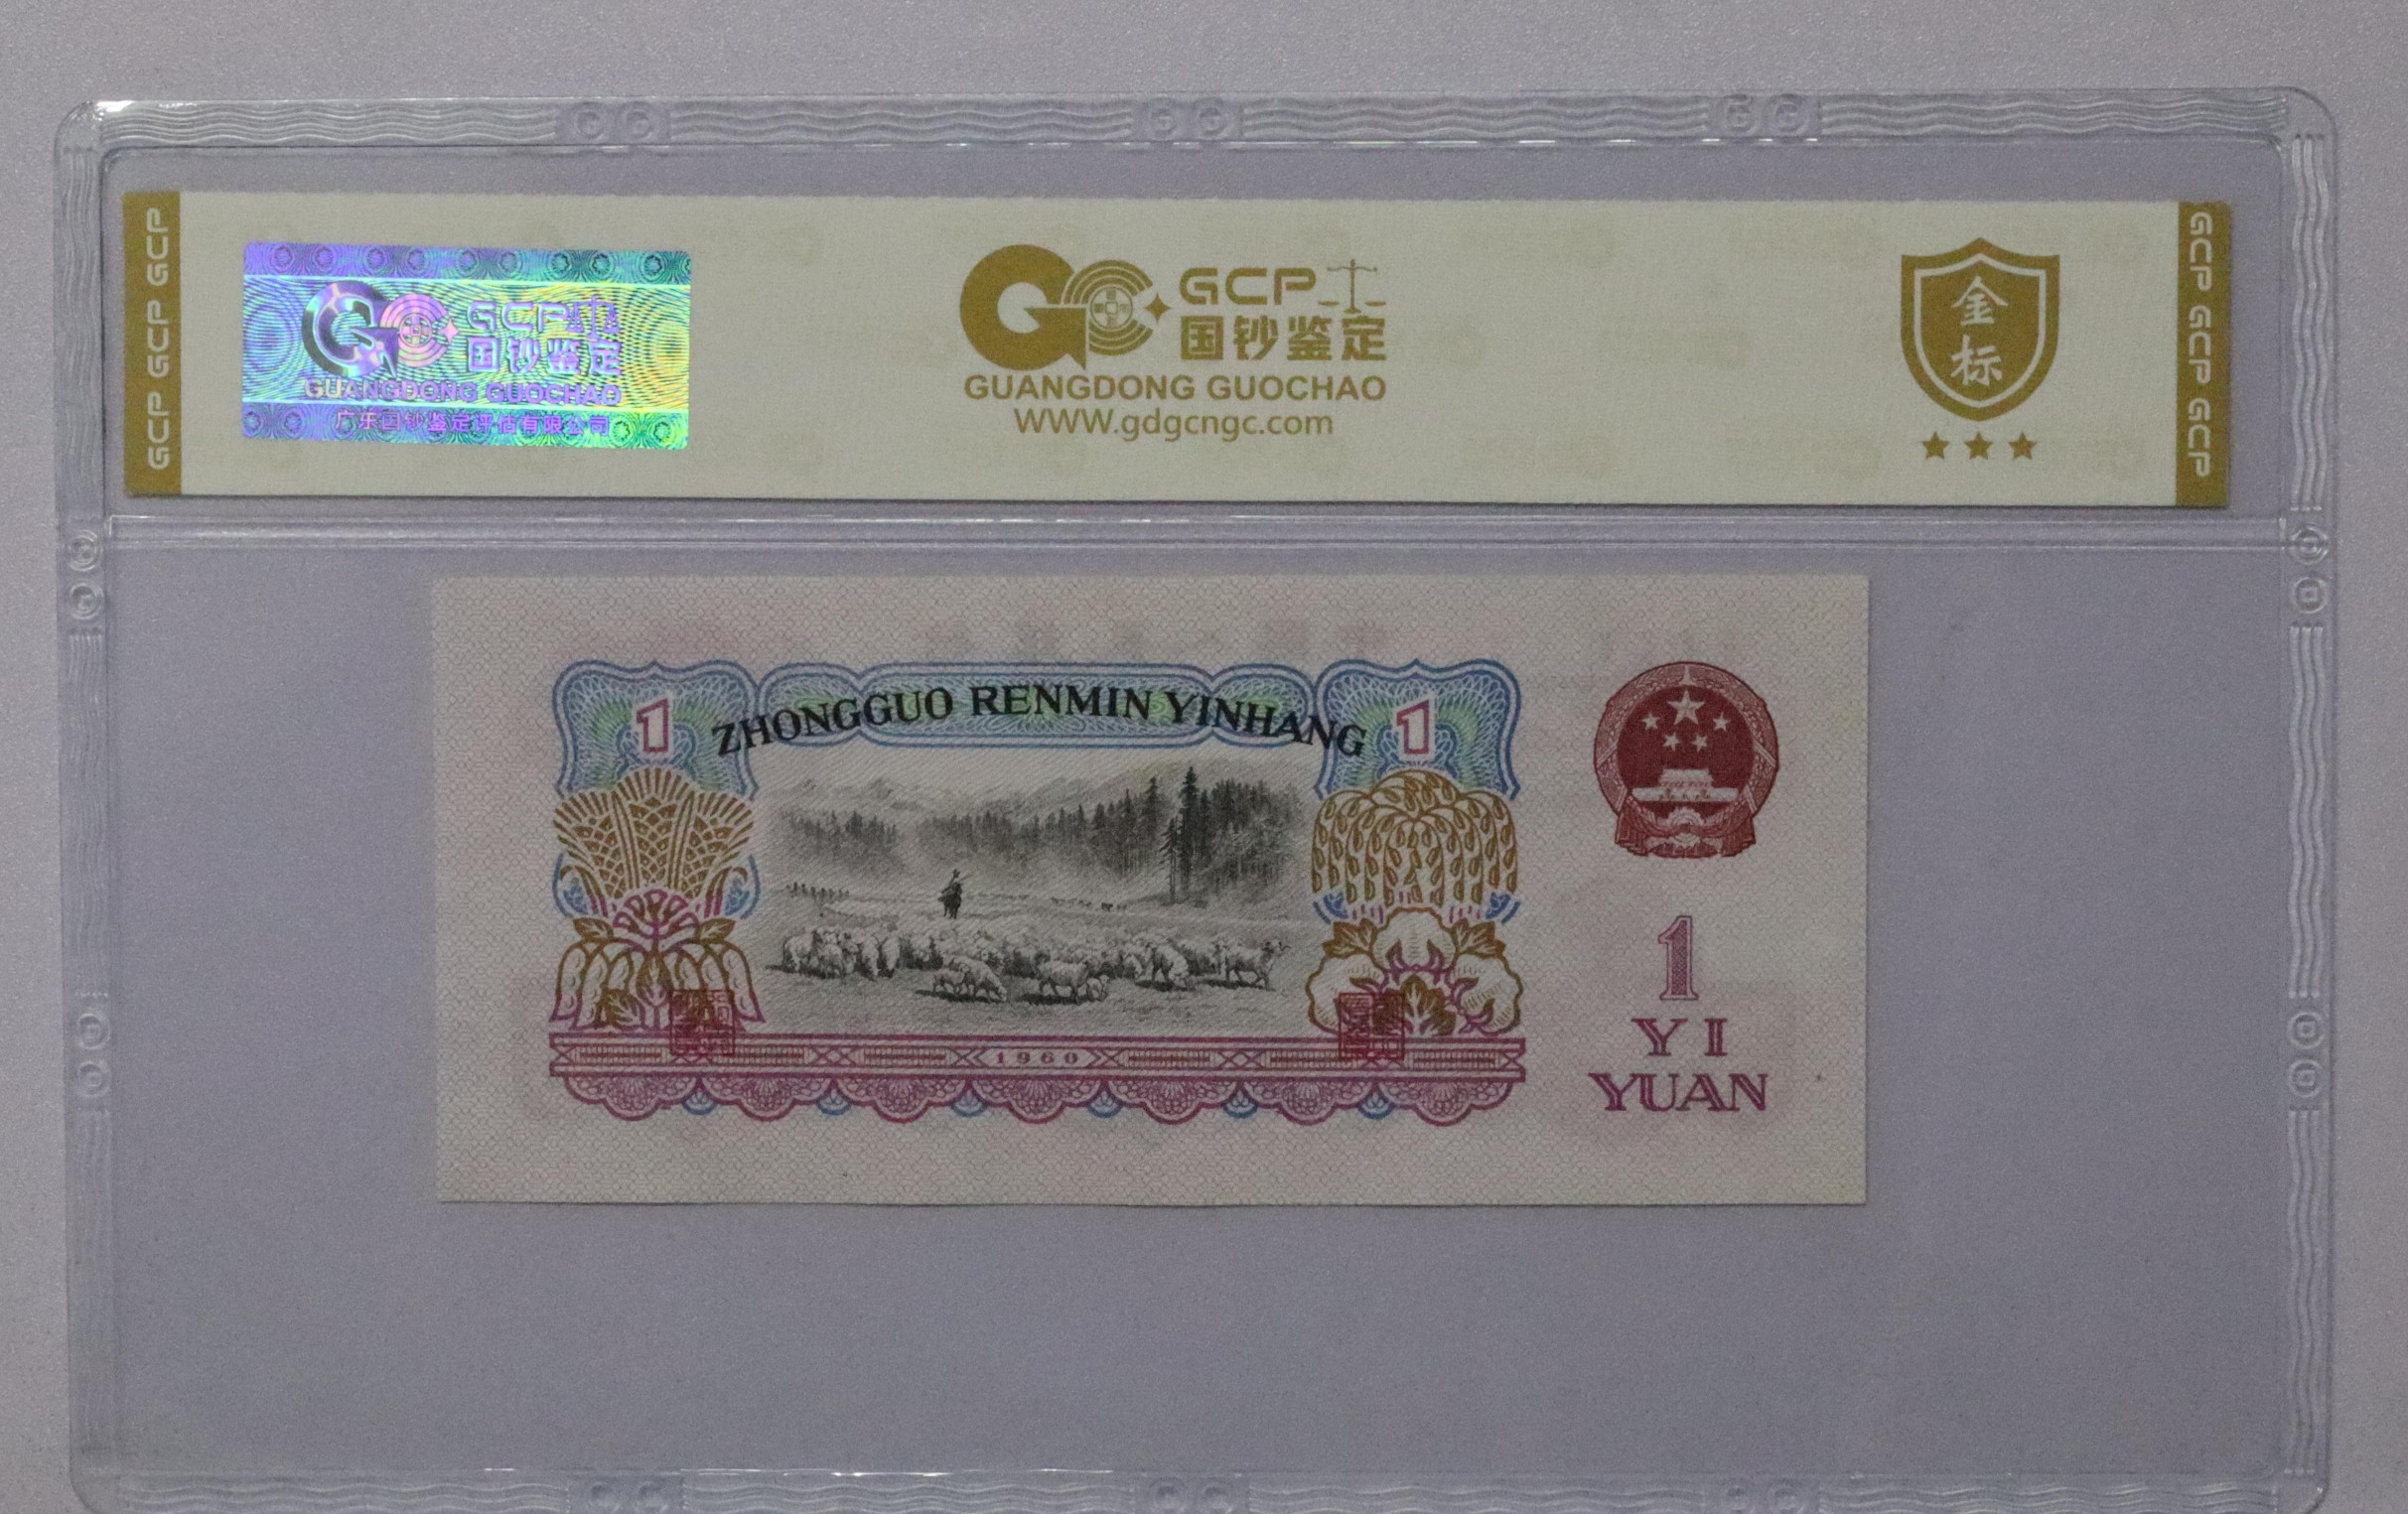 GCP GCP GCP
GCP
国钞鉴定
GUANGDONG GUOCHAO
广东国钞鉴定评估有限公司
GCP
国钞鉴定
GUANGDONG GUOCHAO
WWW.gdgcngc.com
金
标
GCP GCP GCP
1
ZHONGGUO RENMIN YINHANG
1
1960
1
YI
YUAN